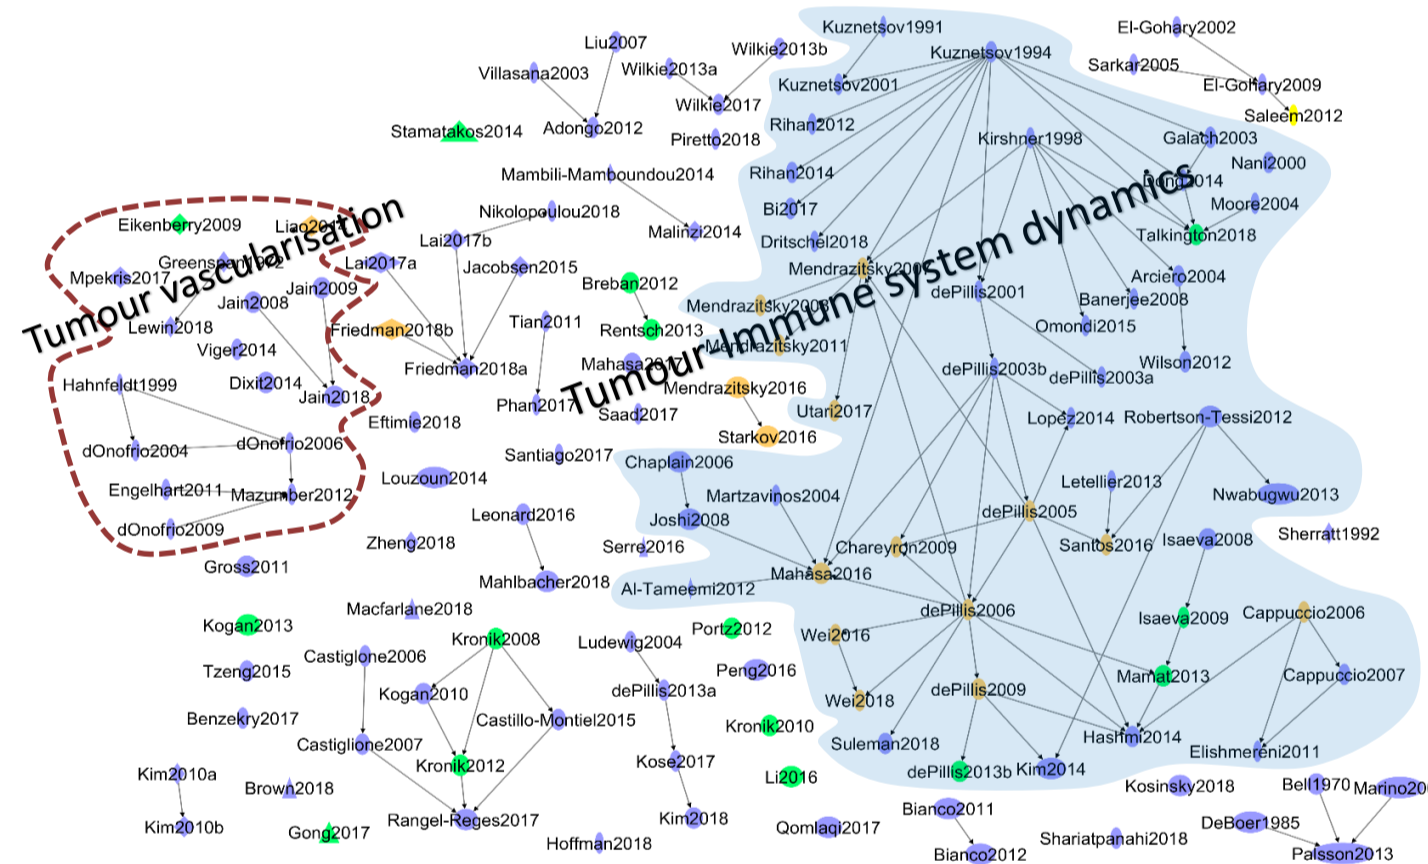 Kuznetsov1991
El-Gohary2002
Liu2007
Wilkie2013b
Kuznetsov1994
Villasana2003
Wilkie2013a
Sarkar2005
Kuznetsov2001
El-Gohary2009
Wilkie2017
Saleem2012
Stamatakos2014
Adongo2012
Rihan2012
Piretto2018
Kirshner1998
Galach2003
Nani2000
Mambili-Mamboundou2014
Rihan2014
Moore2004
Nikolopoulou2018
Bi2017
Eikenberry2009
Malinzi2014
Talkington2018
Lai2017b
Dritschel2018
Lai2017a
Jacobsen2015
Mpekris2017
Arciero2004
Breban2012
dePillis2001
Banerjee2008
Jain2009
Jain2008
Tumour vascularisation
Tumour Immune system dynamics
Lewin2018
Friedman2018b
Tian2011
Rentsch2013
Omondi2015
Viger2014
Mendrazitsky2011
Friedman2018a
Wilson2012
dePillis2003b
dePillis2003a
Hahnfeldt1999
Dixit2014
Jain2018
Mendrazitsky2016
Phan2017
Saad2017
Utari2017
Lopez2014
Robertson-Tessi2012
Eftimie2018
Starkov2016
dOnofrio2004
dOnofrio2006
Santiago2017
Chaplain2006
Louzoun2014
Letellier2013
Engelhart2011
Mazumber2012
Martzavinos2004
Nwabugwu2013
Leonard2016
Joshi2008
dePillis2005
dOnofrio2009
Sherratt1992
Zheng2018
Serre2016
Chareyron2009
Santos2016
Isaeva2008
Gross2011
Mahlbacher2018
Mahasa2016
Al-Tameemi2012
Macfarlane2018
dePillis2006
Isaeva2009
Cappuccio2006
Kogan2013
Portz2012
Kronik2008
Ludewig2004
Wei2016
Castiglione2006
Tzeng2015
Peng2016
Mamat2013
Cappuccio2007
Kogan2010
dePillis2013a
dePillis2009
Wei2018
Benzekry2017
Castillo-Montiel2015
Kronik2010
Castiglione2007
Suleman2018
Hashmi2014
Elishmereni2011
Kronik2012
Kose2017
dePillis2013b
Kim2014
Kim2010a
Li2016
Brown2018
Kosinsky2018
Bell1970
Bianco2011
Rangel-Reges2017
Kim2018
DeBoer1985
Kim2010b
Gong2017
Qomlaqi2017
Hoffman2018
Shariatpanahi2018
Bianco2012
Palsson2013